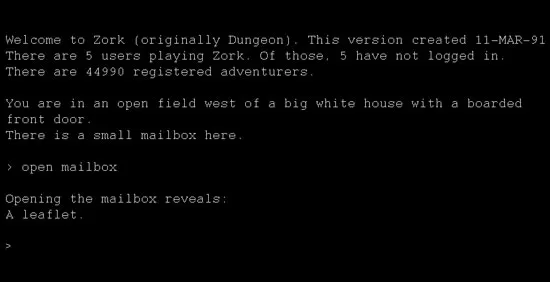 Welcome to Zork (originally Dungeon). This version created 11-MAR-91
There are 5 users playing Zork. Of those, 5 have not logged in.
There are 44990 registered adventurers.
You are in an open field west of a big white house with a boarded
front door.
There is a small mailbox here.
> open mailbox
Opening the mailbox reveals:
A leaflet.
>